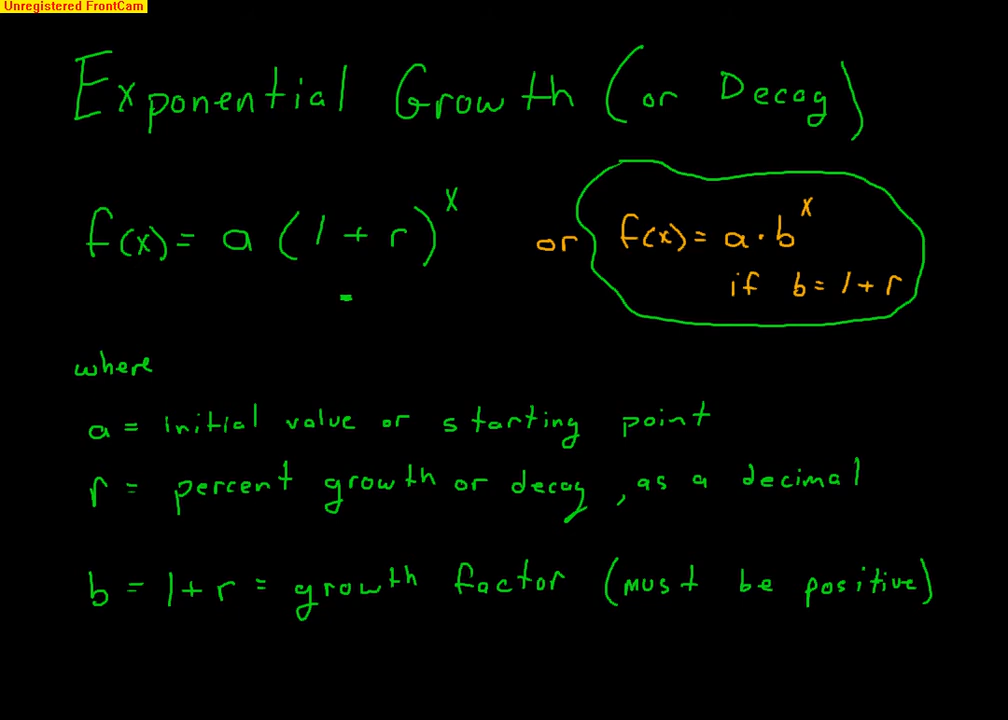 Unregistered FrontCam
Exponential Growth (or Decay)
f(x) = a (1 + r)^x or f(x) = a · b^x
if b = 1 + r
where
a = initial value or starting point
r = percent growth or decay, as a decimal
b = 1 + r = growth factor (must be positive)